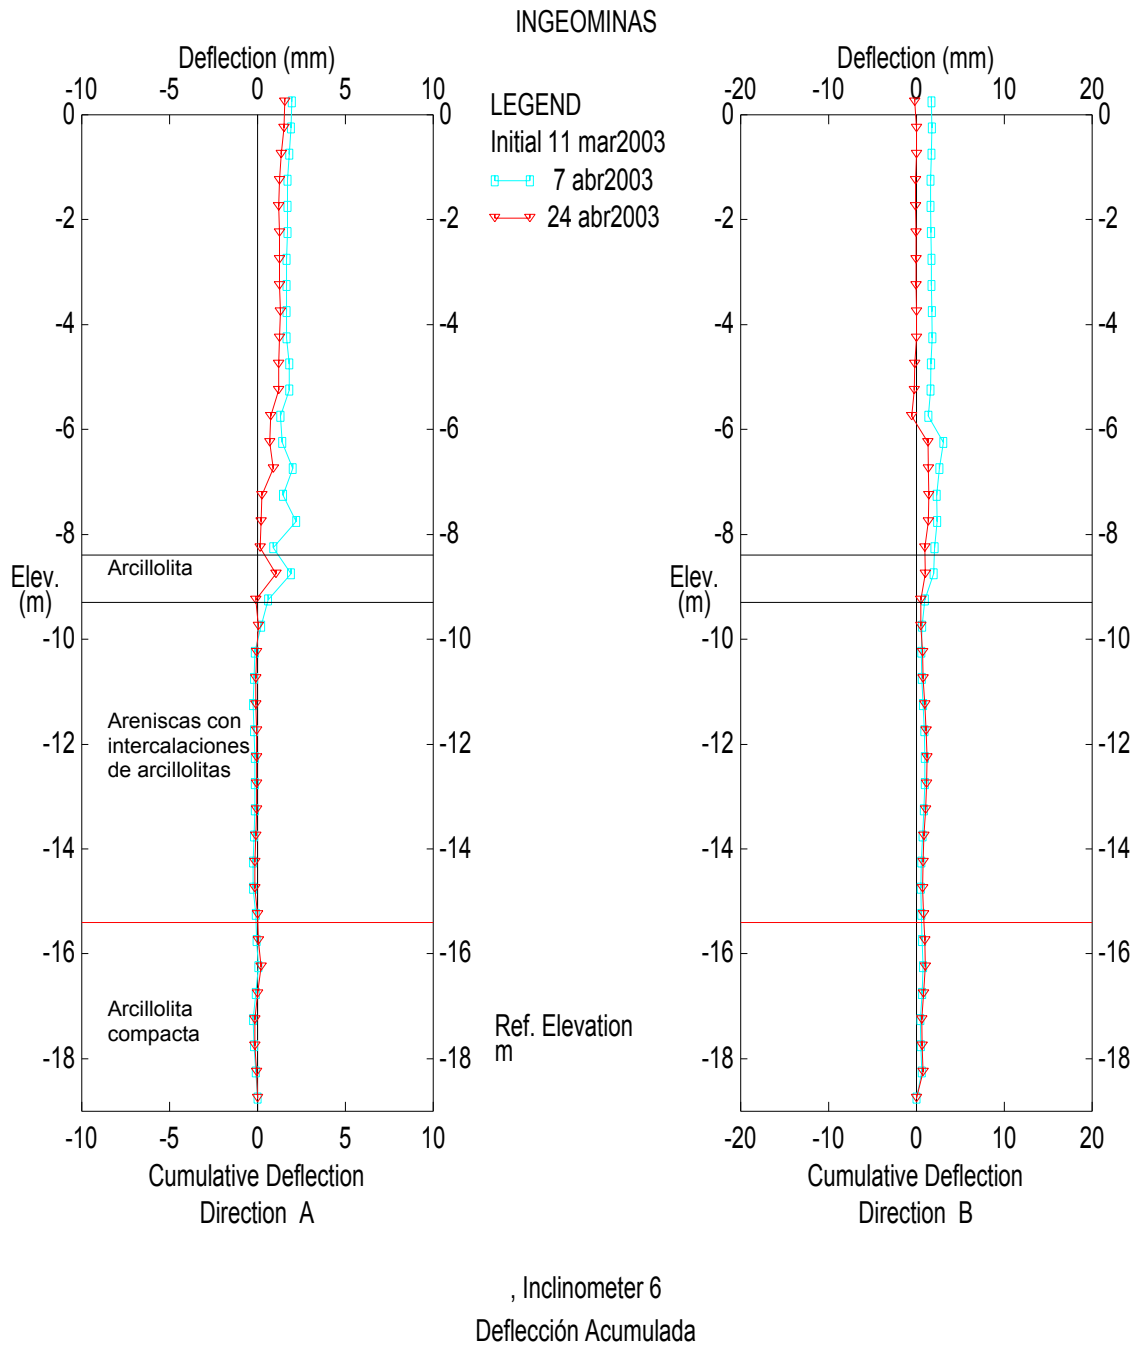 INGEOMINAS
Deflection (mm)
-10 -5 0 5 10
0 0
-2 -2
-4 -4
-6 -6
-8 -8
Elev.
(m)
-10 -10
-12 -12
-14 -14
-16 -16
-18 -18
Arcillolita
Areniscas con
intercalaciones
de arcillolitas
Arcillolita
compacta
-10 -5 0 5 10
Cumulative Deflection
Direction A
LEGEND
Initial 11 mar2003
7 abr2003
24 abr2003
Ref. Elevation
m
Deflection (mm)
-20 -10 0 10 20
0 0
-2 -2
-4 -4
-6 -6
-8 -8
Elev.
(m)
-10 -10
-12 -12
-14 -14
-16 -16
-18 -18
-20 -10 0 10 20
Cumulative Deflection
Direction B
, Inclinometer 6
Deflección Acumulada